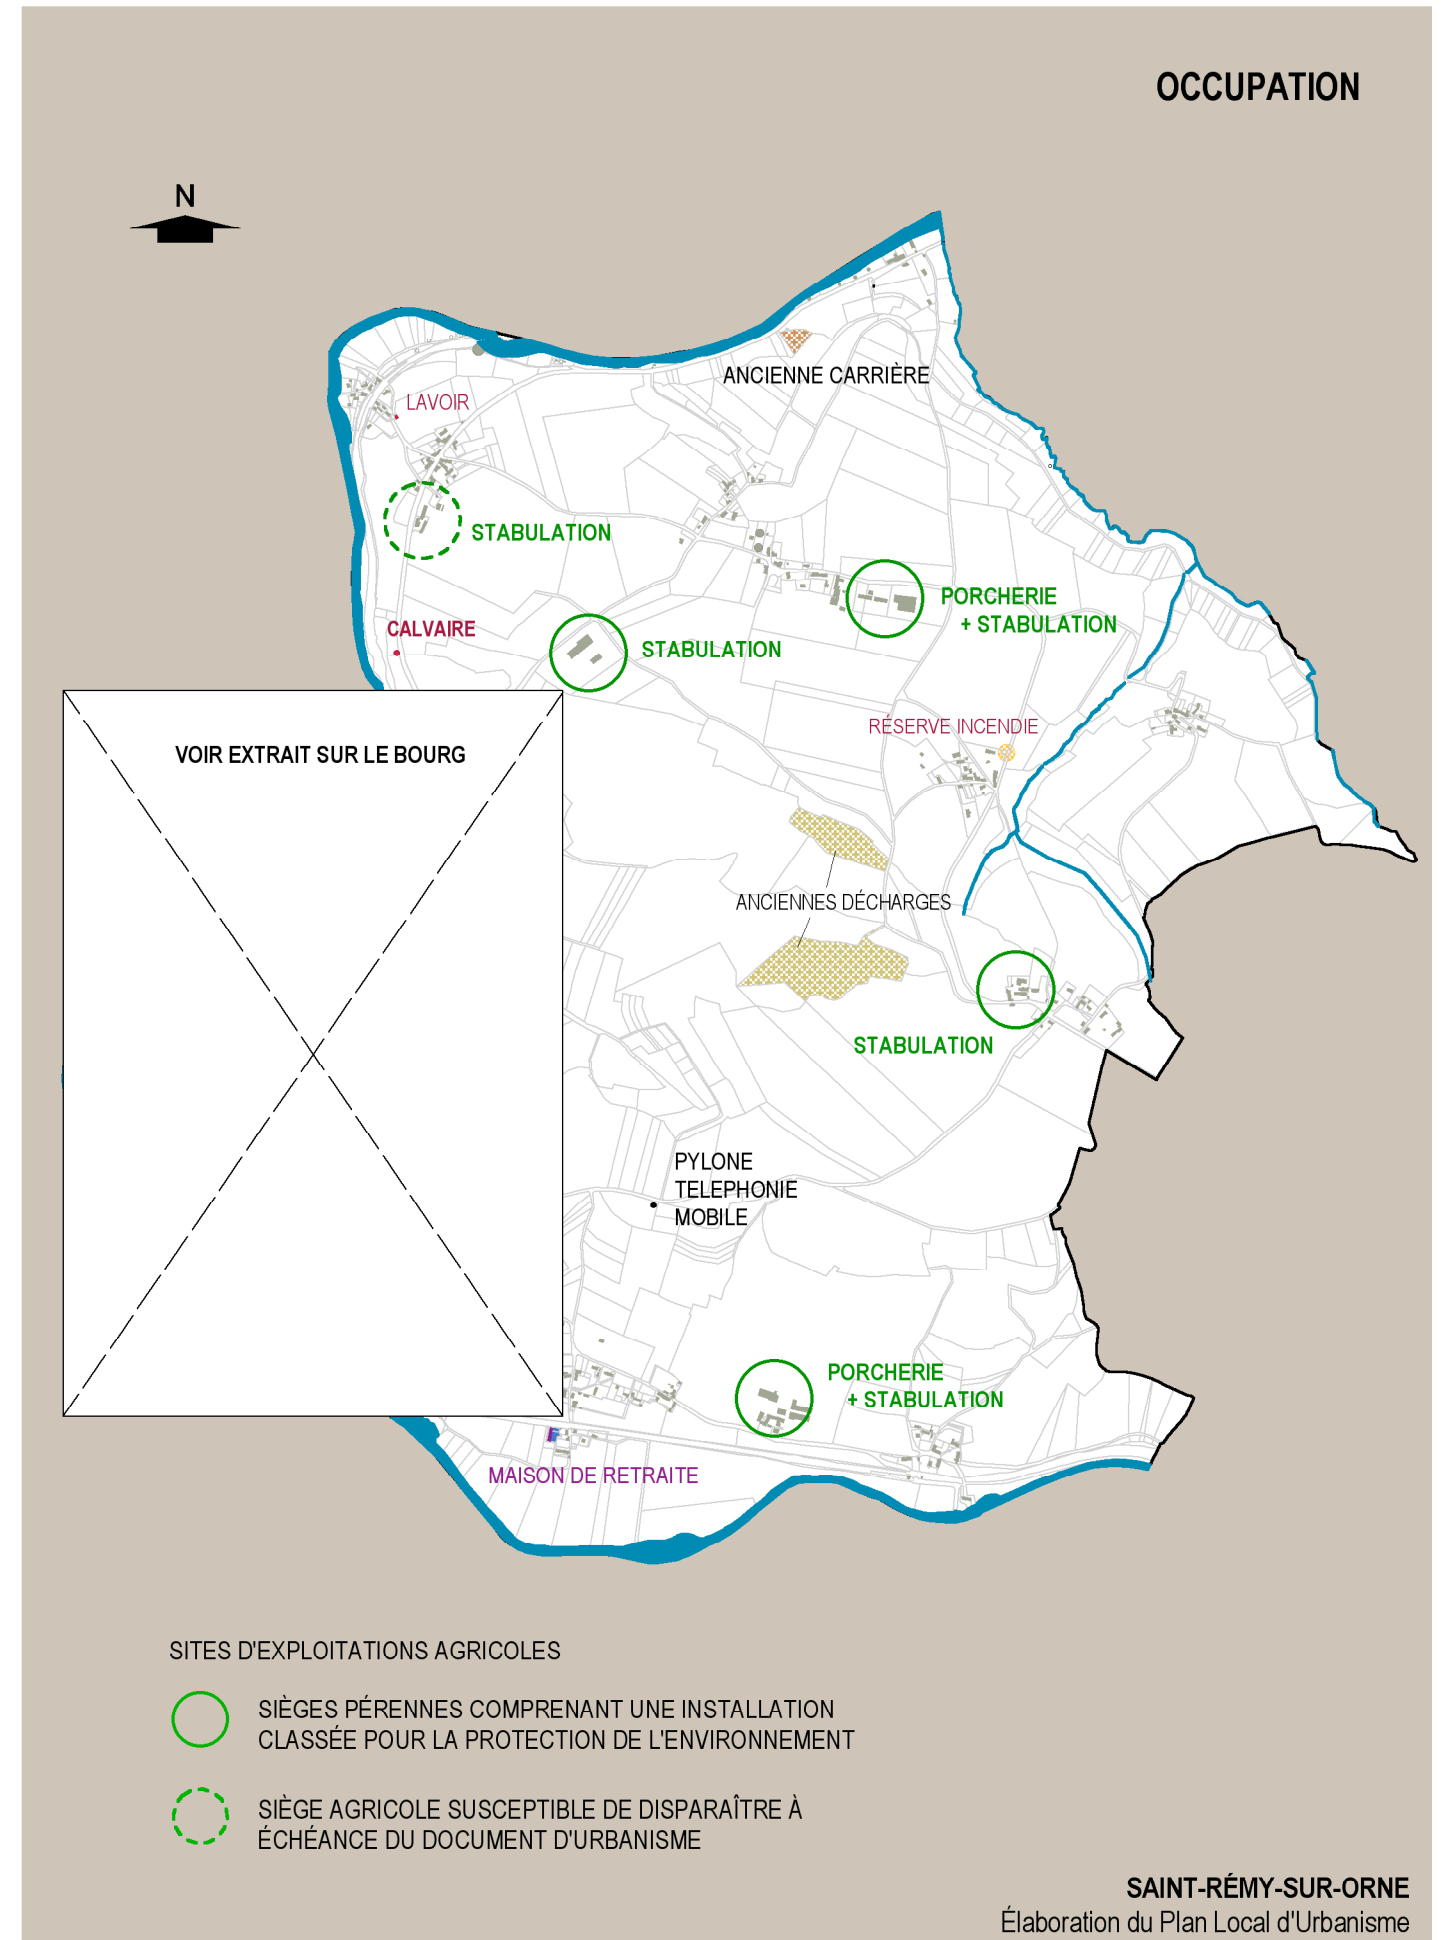 OCCUPATION
N
ANCIENNE CARRIÈRE
LAVOIR
STABULATION
PORCHERIE
+ STABULATION
CALVAIRE
STABULATION
RÉSERVE INCENDIE
VOIR EXTRAIT SUR LE BOURG
ANCIENNES DÉCHARGES
STABULATION
PYLONE
TELEPHONIE
MOBILE
PORCHERIE
+ STABULATION
MAISON DE RETRAITE
SITES D'EXPLOITATIONS AGRICOLES
SIÈGES PÉRENNES COMPRENANT UNE INSTALLATION
CLASSÉE POUR LA PROTECTION DE L'ENVIRONNEMENT
SIÈGE AGRICOLE SUSCEPTIBLE DE DISPARAÎTRE À
ÉCHÉANCE DU DOCUMENT D'URBANISME
SAINT-RÉMY-SUR-ORNE
Élaboration du Plan Local d'Urbanisme